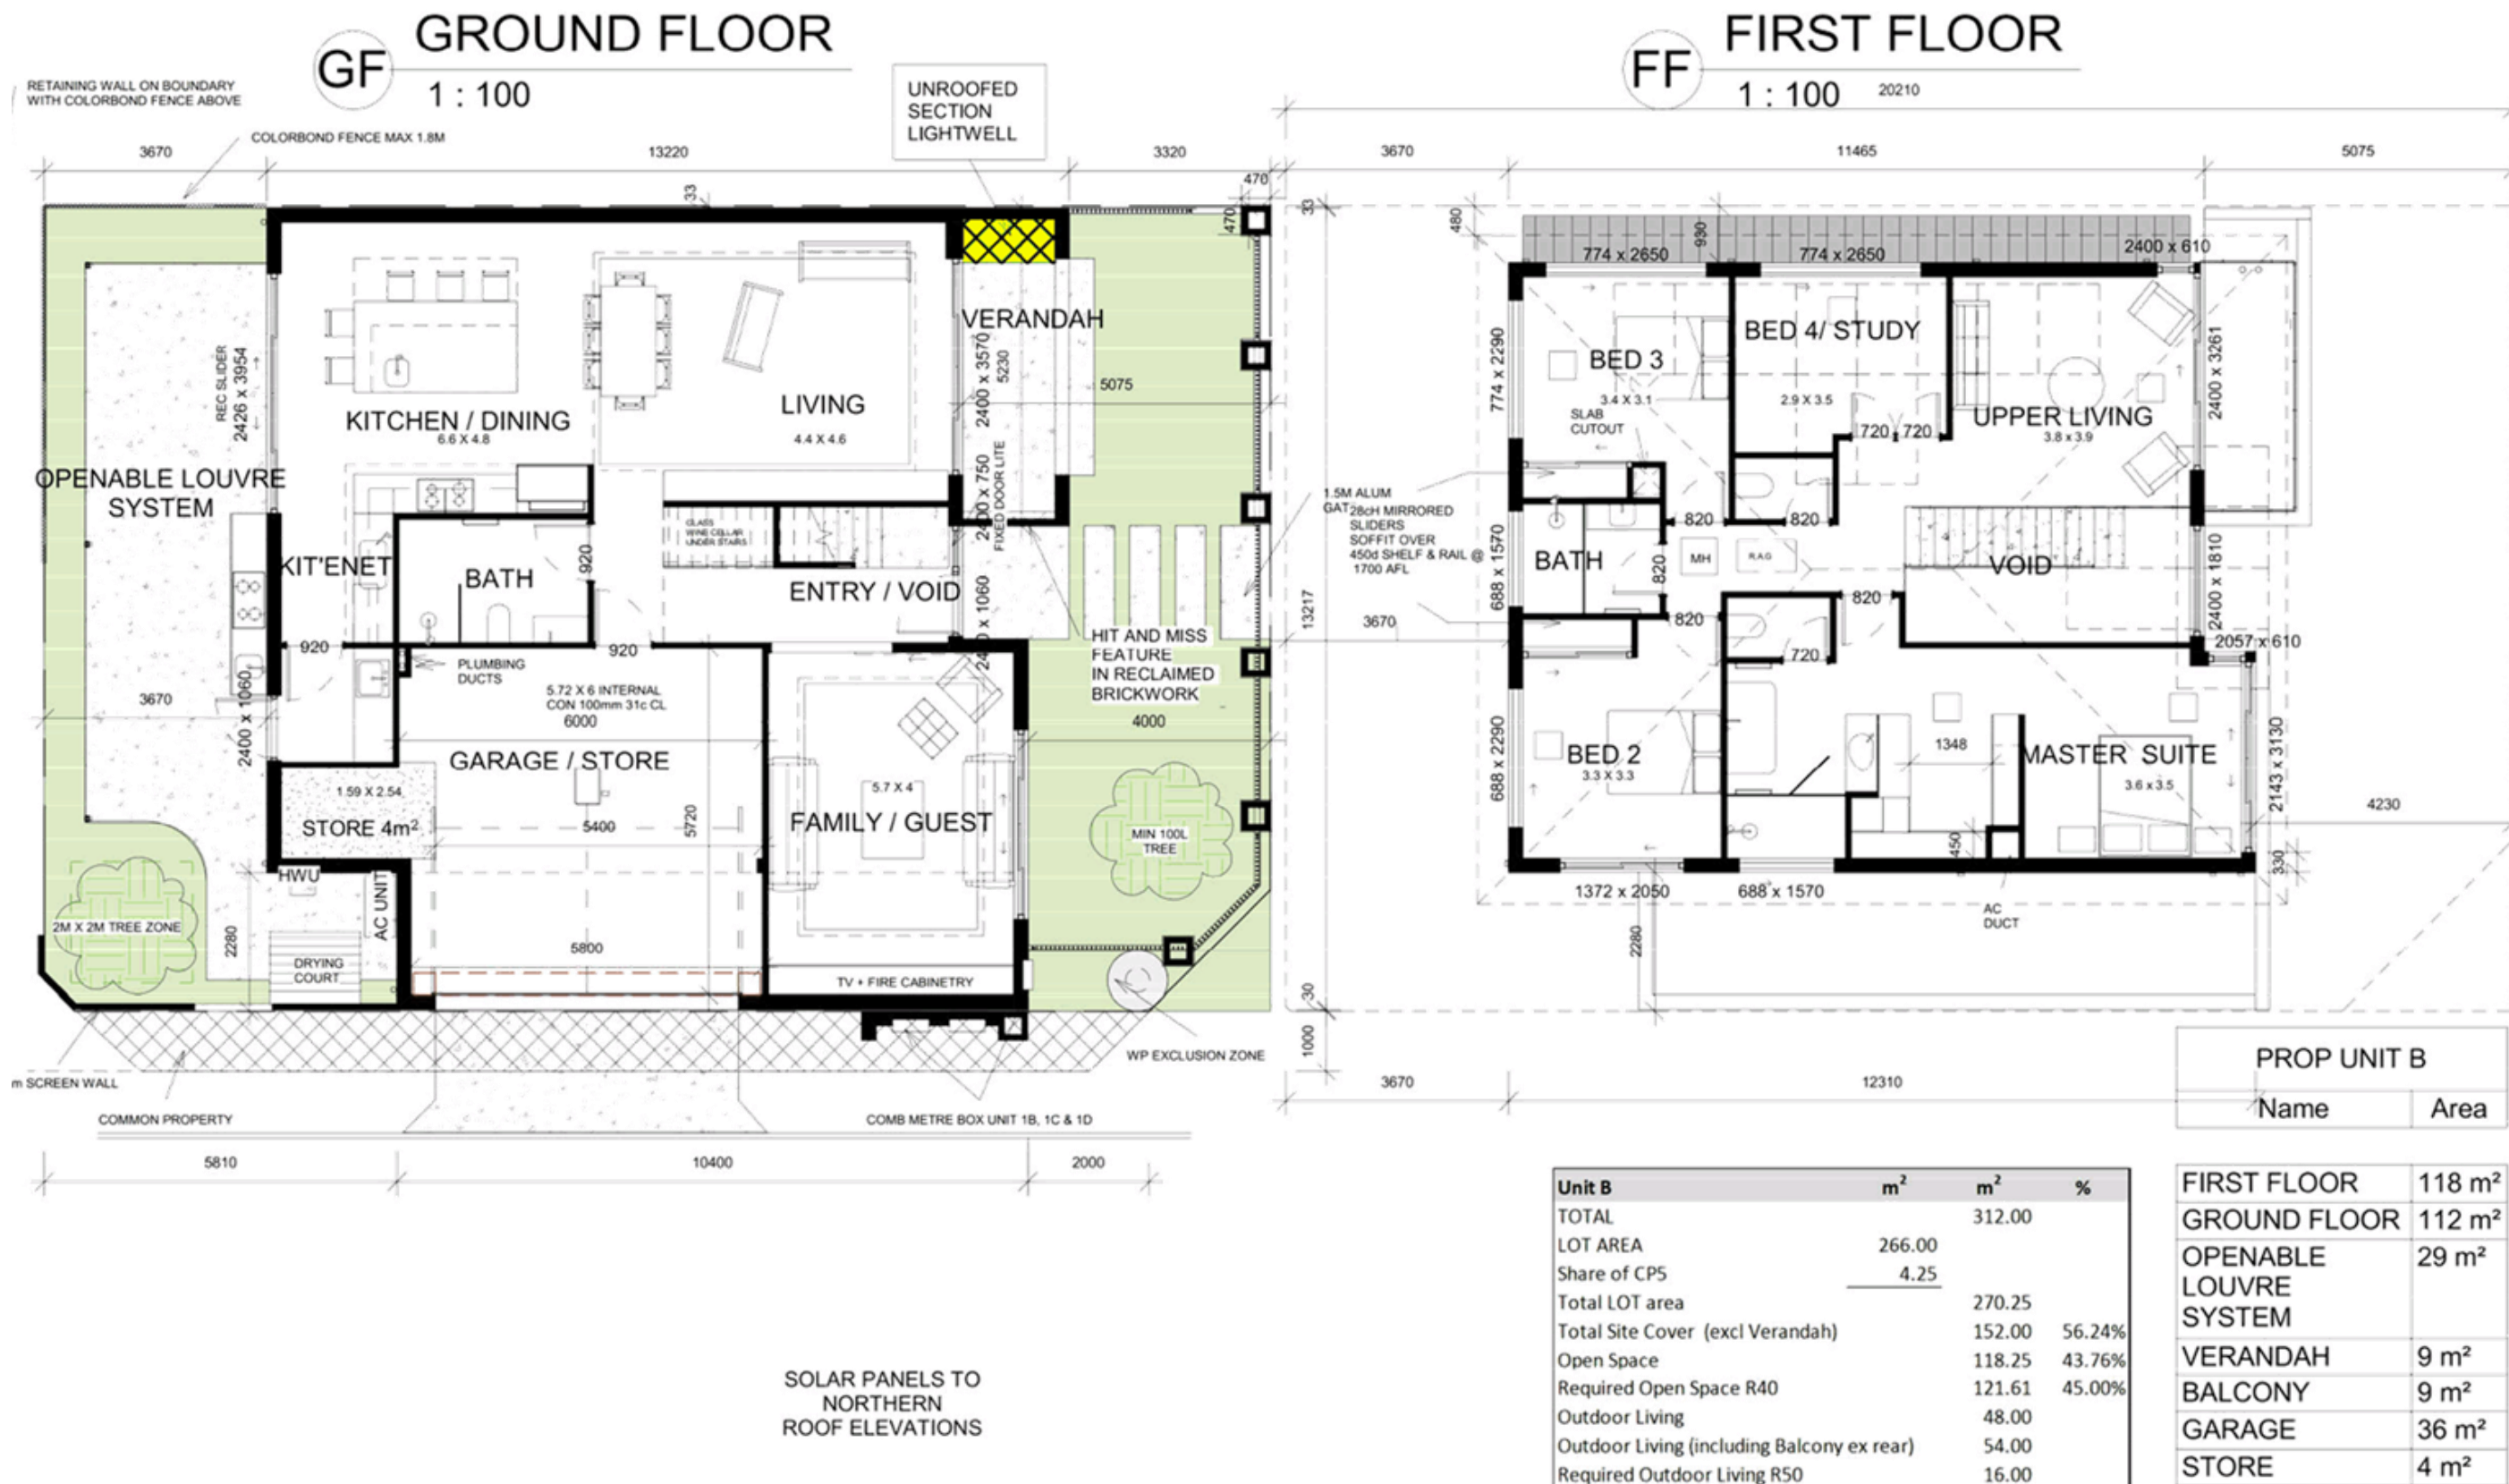 GF
GROUND FLOOR
1 : 100
FF
FIRST FLOOR
1 : 100
20210
RETAINING WALL ON BOUNDARY
WITH COLORBOND FENCE ABOVE
COLORBOND FENCE MAX 1.8M
UNROOFED
SECTION
LIGHTWELL
3670
13220
3320
470
33
470
OPENABLE LOUVRE
SYSTEM
REC SLIDER
2426 x 3954
KITCHEN / DINING
6.6 X 4.8
LIVING
4.4 X 4.6
VERANDAH
2400 x 3570
5230
5075
2400 x 750
FIXED DOOR LITE
KIT'ENET
BATH
920
GLASS
WINE CELLAR
UNDER STAIRS
ENTRY / VOID
HIT AND MISS
FEATURE
IN RECLAIMED
BRICKWORK
920
920
PLUMBING
DUCTS
5.72 X 6 INTERNAL
CON 100mm 31c CL
6000
3670
2400 x 1060
GARAGE / STORE
4000
1.59 X 2.54
STORE 4m²
5400
5720
5.7 X 4
FAMILY / GUEST
MIN 100L
TREE
HWU
AC UNIT
2M X 2M TREE ZONE
2280
DRYING
COURT
5800
TV + FIRE CABINETRY
WP EXCLUSION ZONE
m SCREEN WALL
COMMON PROPERTY
COMB METRE BOX UNIT 1B, 1C & 1D
5810
10400
2000
3670
11465
5075
33
480
930
774 x 2650
774 x 2650
2400 x 610
774 x 2290
BED 3
3.4 X 3.1
SLAB
CUTOUT
BED 4/ STUDY
2.9 X 3.5
720
720
UPPER LIVING
3.8 x 3.9
2400 x 3261
1.5M ALUM
28cH MIRRORED
SLIDERS
SOFFIT OVER
450d SHELF & RAIL @
1700 AFL
688 x 1570
BATH
820
820
820
MH
R.A.G
VOID
2400 x 1810
13217
3670
820
820
720
2057 x 610
688 x 2290
BED 2
3.3 X 3.3
1348
MASTER SUITE
3.6 x 3.5
2143 x 3130
4230
450
330
1372 x 2050
688 x 1570
AC
DUCT
2280
30
1000
3670
12310
PROP UNIT B
Name Area
FIRST FLOOR 118 m²
GROUND FLOOR 112 m²
OPENABLE 29 m²
LOUVRE
SYSTEM
VERANDAH 9 m²
BALCONY 9 m²
GARAGE 36 m²
STORE 4 m²
Unit B m² m² %
TOTAL 312.00
LOT AREA 266.00
Share of CP5 4.25
Total LOT area 270.25
Total Site Cover (excl Verandah) 152.00 56.24%
Open Space 118.25 43.76%
Required Open Space R40 121.61 45.00%
Outdoor Living 48.00
Outdoor Living (including Balcony ex rear) 54.00
Required Outdoor Living R50 16.00
SOLAR PANELS TO
NORTHERN
ROOF ELEVATIONS